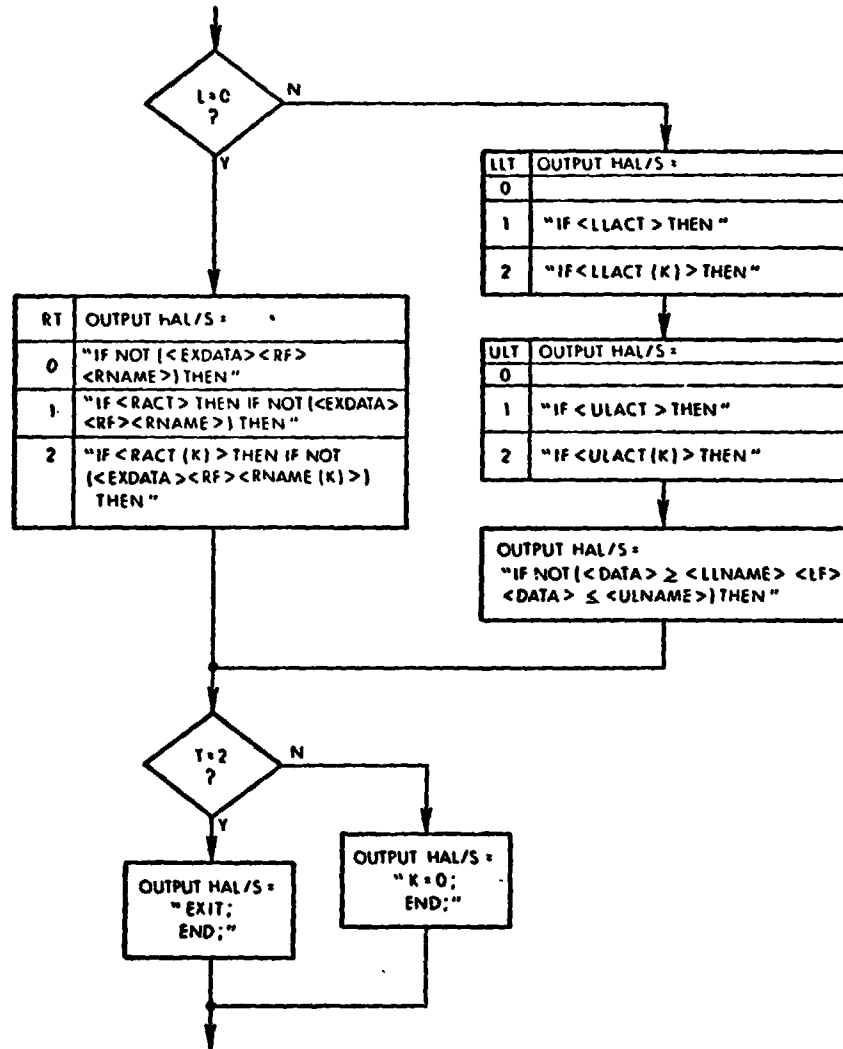 L=0
?
N
Y
LLT OUTPUT HAL/S =
0
1 "IF <LLACT > THEN "
2 "IF <LLACT (K) > THEN "
RT OUTPUT HAL/S =
0 "IF NOT (<EXDATA><RF>
<RNAME>) THEN"
1 "IF <RACT> THEN IF NOT (<EXDATA>
<RF><RNAME>) THEN"
2 "IF <RACT (K) > THEN IF NOT
(<EXDATA><RF><RNAME (K)>)
THEN"
ULT OUTPUT HAL/S =
0
1 "IF <ULACT > THEN"
2 "IF <ULACT (K) > THEN"
OUTPUT HAL/S =
"IF NOT (<DATA> ≥ <LLNAME> <LF>
<DATA> ≤ <ULNAME>) THEN"
T=2
?
N
Y
OUTPUT HAL/S =
"K=0;
END;"
OUTPUT HAL/S =
"EXIT;
END;"